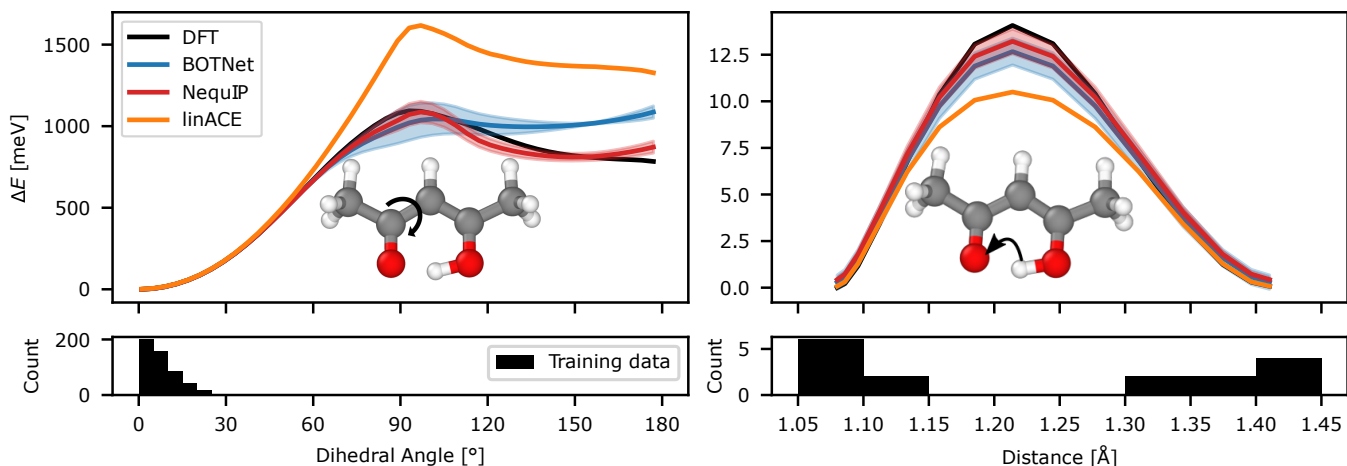 ΔE [meV]
1500
1000
500
0
DFT
BOTNet
NequIP
linACE
12.5
10.0
7.5
5.0
2.5
0.0
Count
200
0
Training data
0 30 60 90 120 150 180
Dihedral Angle [°]
Count
5
0
1.05 1.10 1.15 1.20 1.25 1.30 1.35 1.40 1.45
Distance [Å]